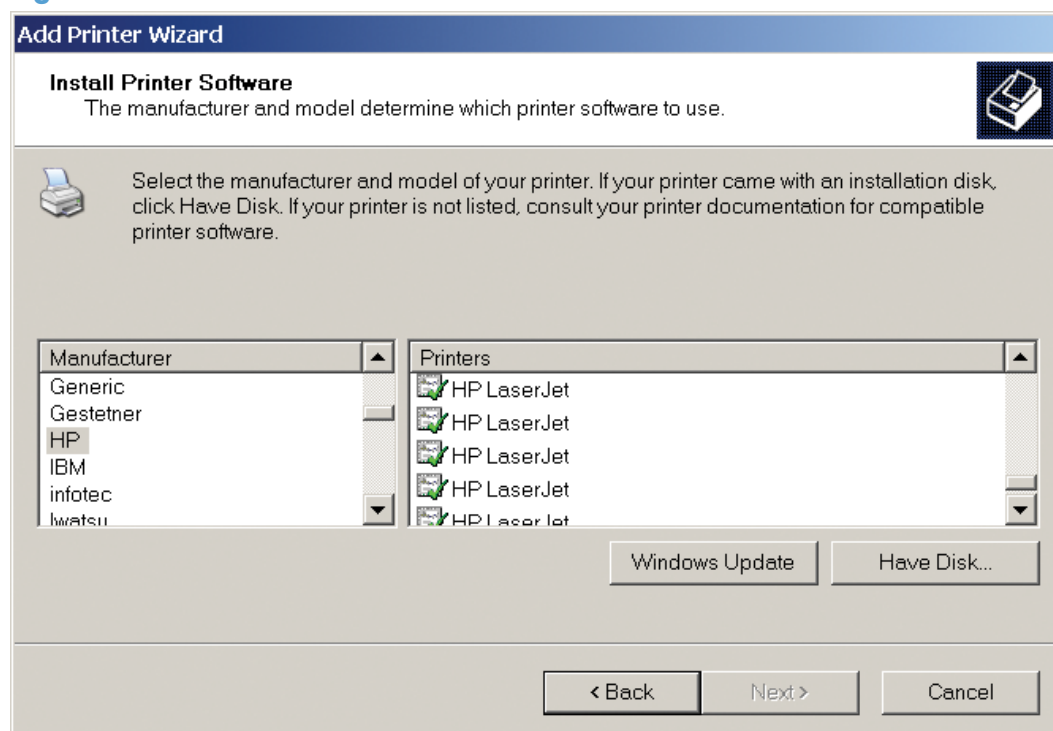 Add Printer Wizard
Install Printer Software
The manufacturer and model determine which printer software to use.
Select the manufacturer and model of your printer. If your printer came with an installation disk,
click Have Disk. If your printer is not listed, consult your printer documentation for compatible
printer software.
Manufacturer
Generic
Gestetner
HP
IBM
infotec
Iwatsu
Printers
HP LaserJet
HP LaserJet
HP LaserJet
HP LaserJet
HP LaserJet
Windows Update
Have Disk...
< Back
Next >
Cancel